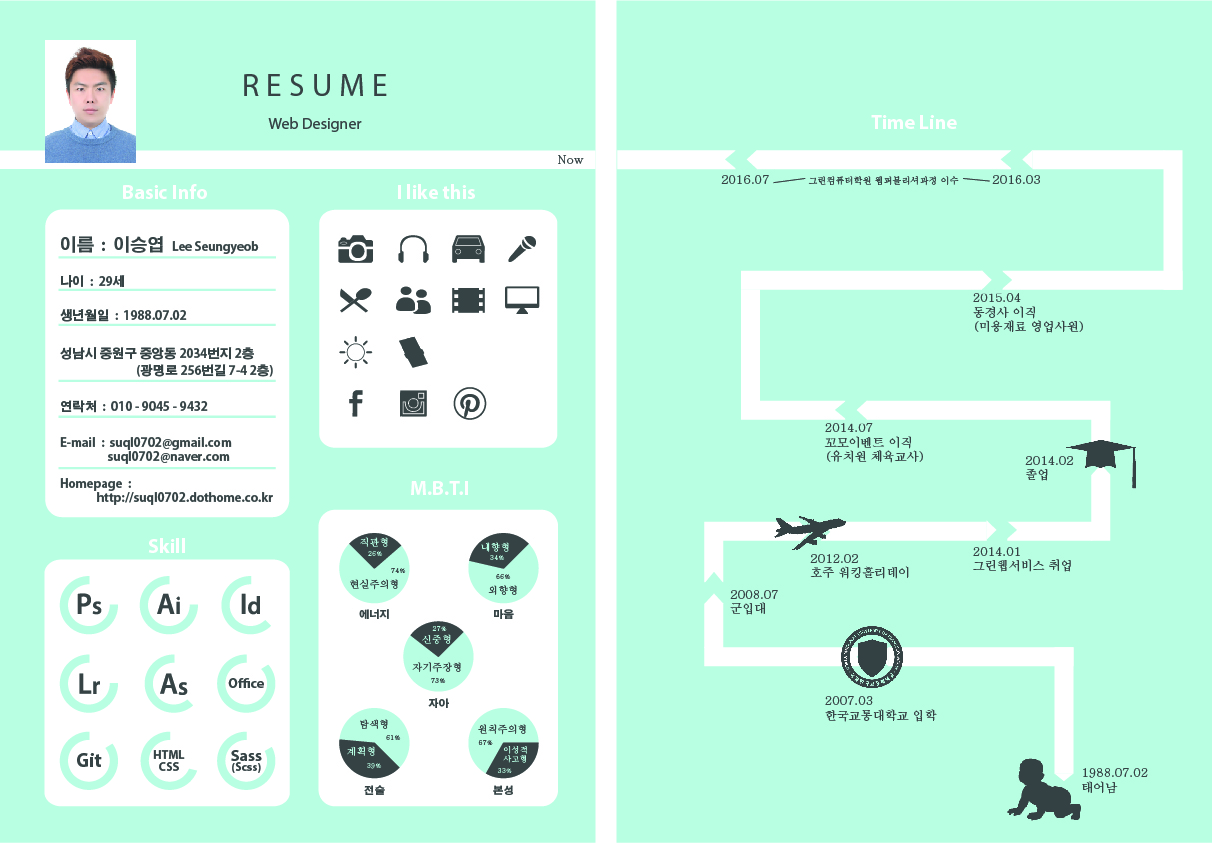 RESUME
Web Designer
Now
Basic Info
이름 : 이승엽 Lee Seungyeob
나이 : 29세
생년월일 : 1988.07.02
성남시 중원구 중앙동 2034번지 2층
(광명로 256번길 7-4 2층)
연락처 : 010 - 9045 - 9432
E-mail : suql0702@gmail.com
suql0702@naver.com
Homepage :
http://suql0702.dothome.co.kr
Skill
Ps
Ai
Id
Lr
As
Office
Git
HTML
CSS
Sass
(Scss)
I like this
M.B.T.I
직관형
26%
74%
현실주의형
에너지
내향형
34%
66%
외향형
마음
27%
신중형
자기주장형
73%
자아
탐색형
61%
계획형
39%
전술
원칙주의형
67%
이성적
사고형
33%
본성
Time Line
2016.07 그린컴퓨터학원 웹퍼블리셔과정 이수 2016.03
2015.04
동경사 이직
(미용재료 영업사원)
2014.07
꼬모이벤트 이직
(유치원 체육교사)
2014.02
졸업
2014.01
그린웹서비스 취업
2012.02
호주 워킹홀리데이
2008.07
군입대
2007.03
한국교통대학교 입학
1988.07.02
태어남